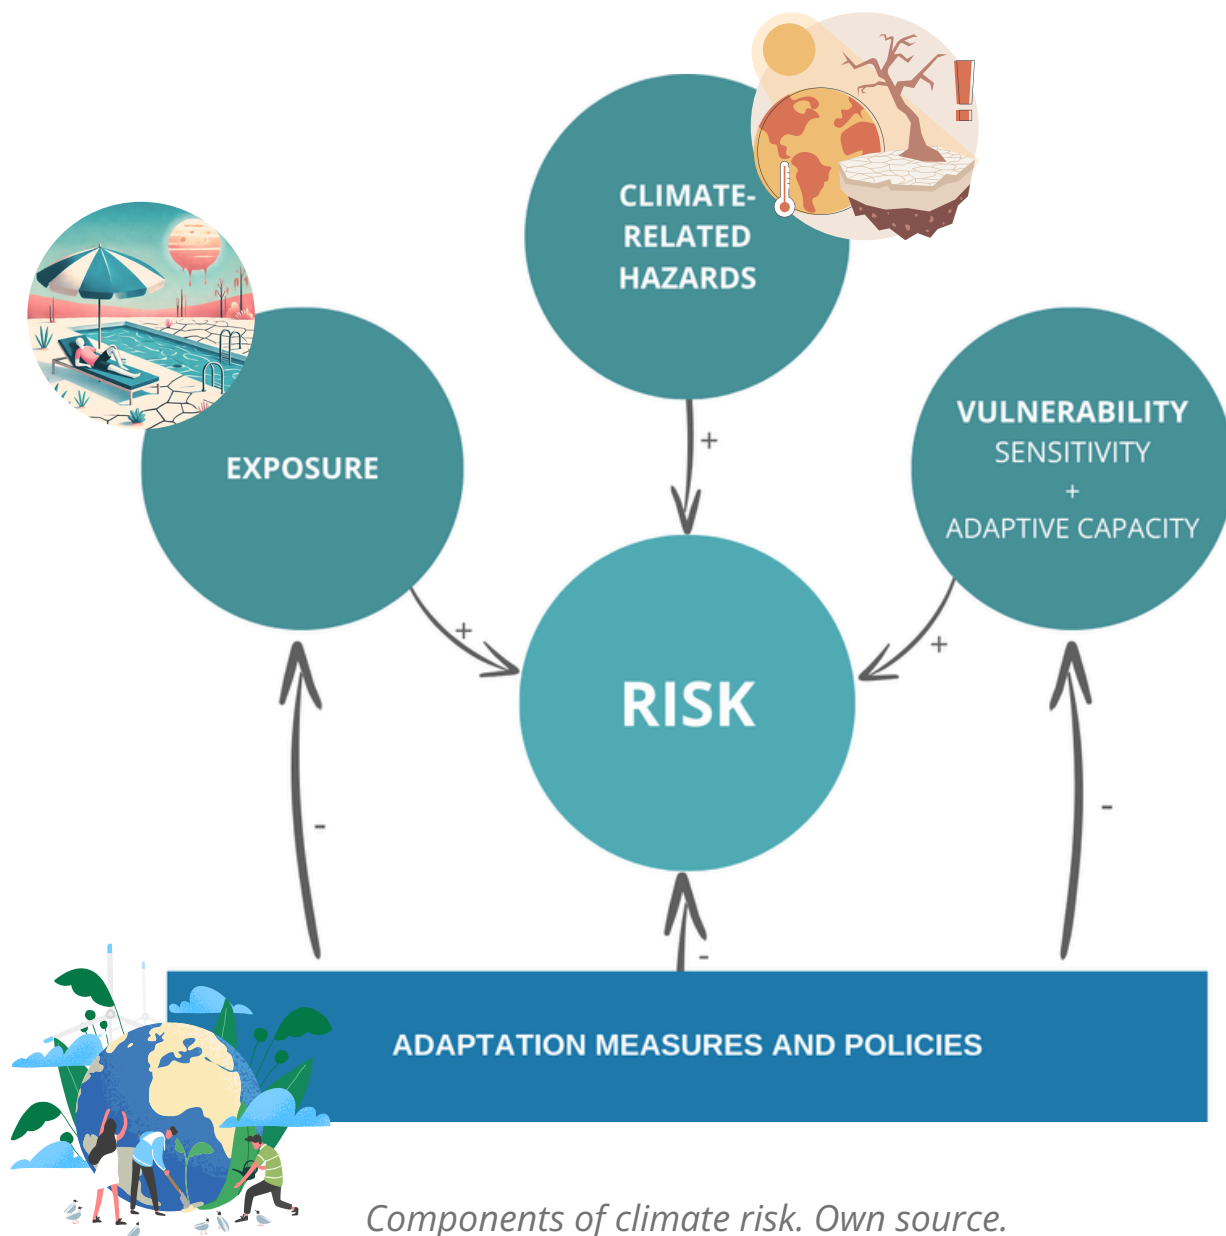 CLIMATE-
RELATED
HAZARDS
EXPOSURE
VULNERABILITY
SENSITIVITY
+
ADAPTIVE CAPACITY
+
+
+
RISK
-
-
-
ADAPTATION MEASURES AND POLICIES
Components of climate risk. Own source.